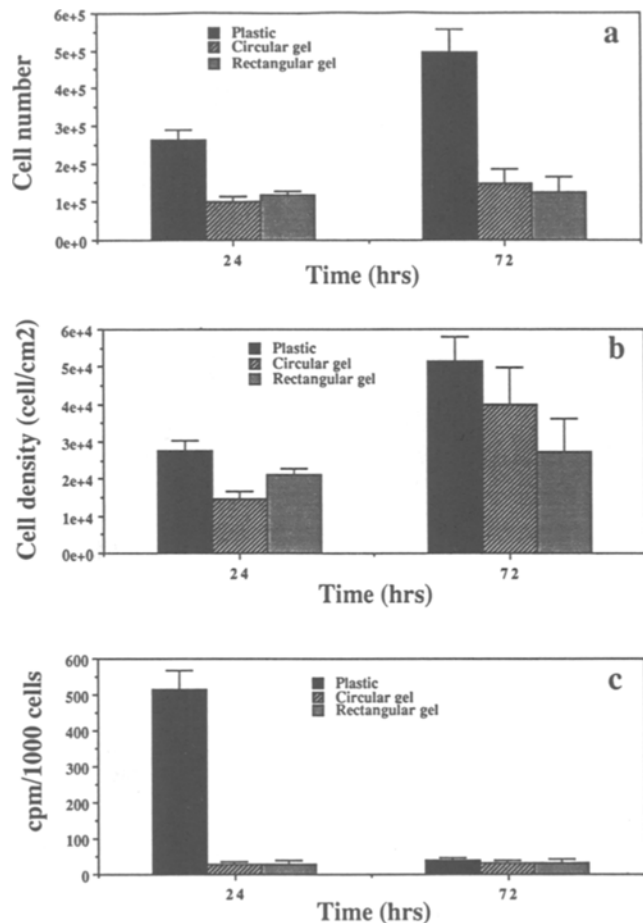 a
Plastic
Circular gel
Rectangular gel
Cell number
6e+5
5e+5
4e+5
3e+5
2e+5
1e+5
0e+0
24
72
Time (hrs)
b
Plastic
Circular gel
Rectangular gel
Cell density (cell/cm2)
6e+4
5e+4
4e+4
3e+4
2e+4
1e+4
0e+0
24
72
Time (hrs)
c
Plastic
Circular gel
Rectangular gel
cpm/1000 cells
600
500
400
300
200
100
0
24
72
Time (hrs)